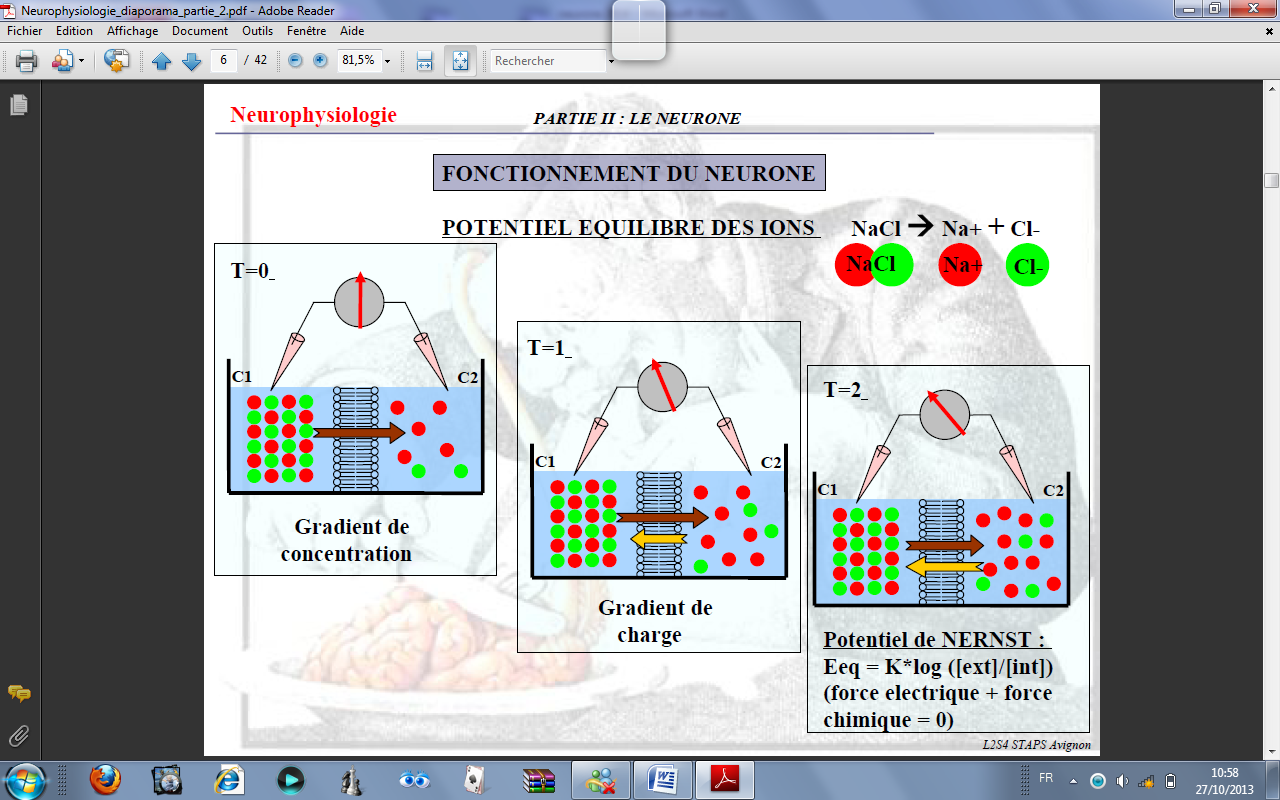 Neurophysiologie_diaporama_partie_2.pdf - Adobe Reader
Fichier Edition Affichage Document Outils Fenêtre Aide
6 / 42 81,5% Rechercher
Neurophysiologie
PARTIE II : LE NEURONE
FONCTIONNEMENT DU NEURONE
POTENTIEL EQUILIBRE DES IONS
NaCl → Na+ + Cl-
NaCl Na+ Cl-
T=0_
C1 C2
Gradient de
concentration
T=1_
C1 C2
Gradient de
charge
T=2_
C1 C2
Potentiel de NERNST :
Eeq = K*log ([ext]/[int])
(force electrique + force
chimique = 0)
L2S4 STAPS Avignon
FR
10:58
27/10/2013